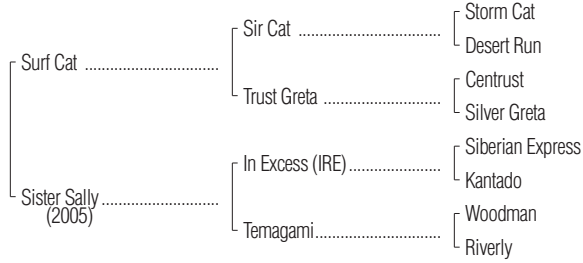 Storm Cat
Sir Cat ................................
Desert Run
Surf Cat ..............................
Centrust
Trust Greta ..........................
Silver Greta
Siberian Express
In Excess (IRE)....................
Kantado
Sister Sally ..........................
(2005)
Woodman
Temagami............................
Riverly